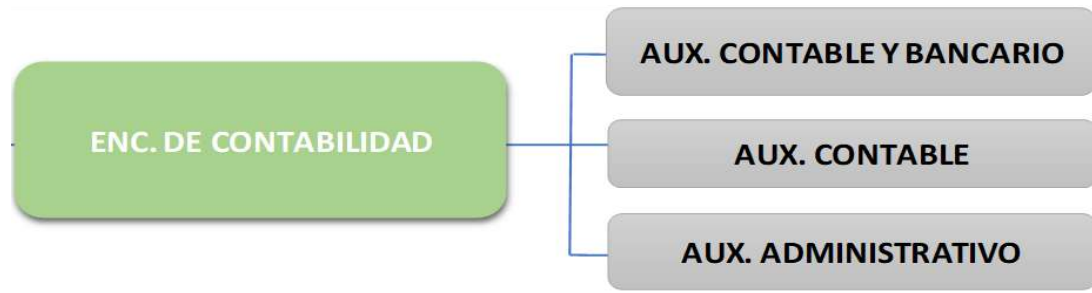 ENC. DE CONTABILIDAD
AUX. CONTABLE Y BANCARIO
AUX. CONTABLE
AUX. ADMINISTRATIVO